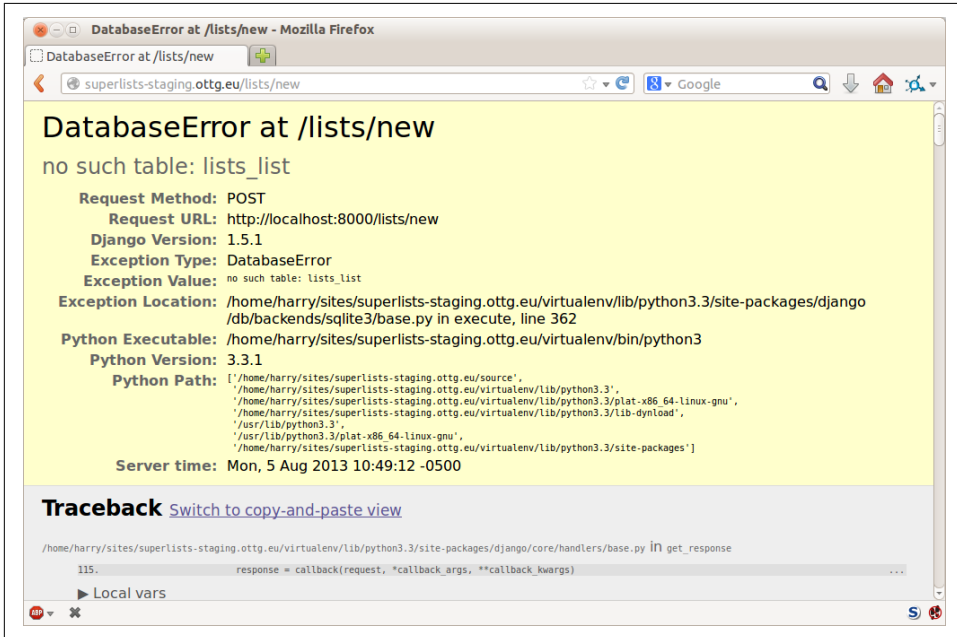 DatabaseError at /lists/new - Mozilla Firefox
DatabaseError at /lists/new
superlists-staging.ottg.eu/lists/new
8 Google
DatabaseError at /lists/new
no such table: lists_list
Request Method: POST
Request URL: http://localhost:8000/lists/new
Django Version: 1.5.1
Exception Type: DatabaseError
Exception Value: no such table: lists_list
Exception Location: /home/harry/sites/superlists-staging.ottg.eu/virtualenv/lib/python3.3/site-packages/django
/db/backends/sqlite3/base.py in execute, line 362
Python Executable: /home/harry/sites/superlists-staging.ottg.eu/virtualenv/bin/python3
Python Version: 3.3.1
Python Path: ['/home/harry/sites/superlists-staging.ottg.eu/source',
'/home/harry/sites/superlists-staging.ottg.eu/virtualenv/lib/python3.3',
'/home/harry/sites/superlists-staging.ottg.eu/virtualenv/lib/python3.3/plat-x86_64-linux-gnu',
'/home/harry/sites/superlists-staging.ottg.eu/virtualenv/lib/python3.3/lib-dynload',
'/usr/lib/python3.3',
'/usr/lib/python3.3/plat-x86_64-linux-gnu',
'/home/harry/sites/superlists-staging.ottg.eu/virtualenv/lib/python3.3/site-packages']
Server time: Mon, 5 Aug 2013 10:49:12 -0500
Traceback Switch to copy-and-paste view
/home/harry/sites/superlists-staging.ottg.eu/virtualenv/lib/python3.3/site-packages/django/core/handlers/base.py in get_response
115. response = callback(request, *callback_args, **callback_kwargs) ...
▶ Local vars
ABP
S